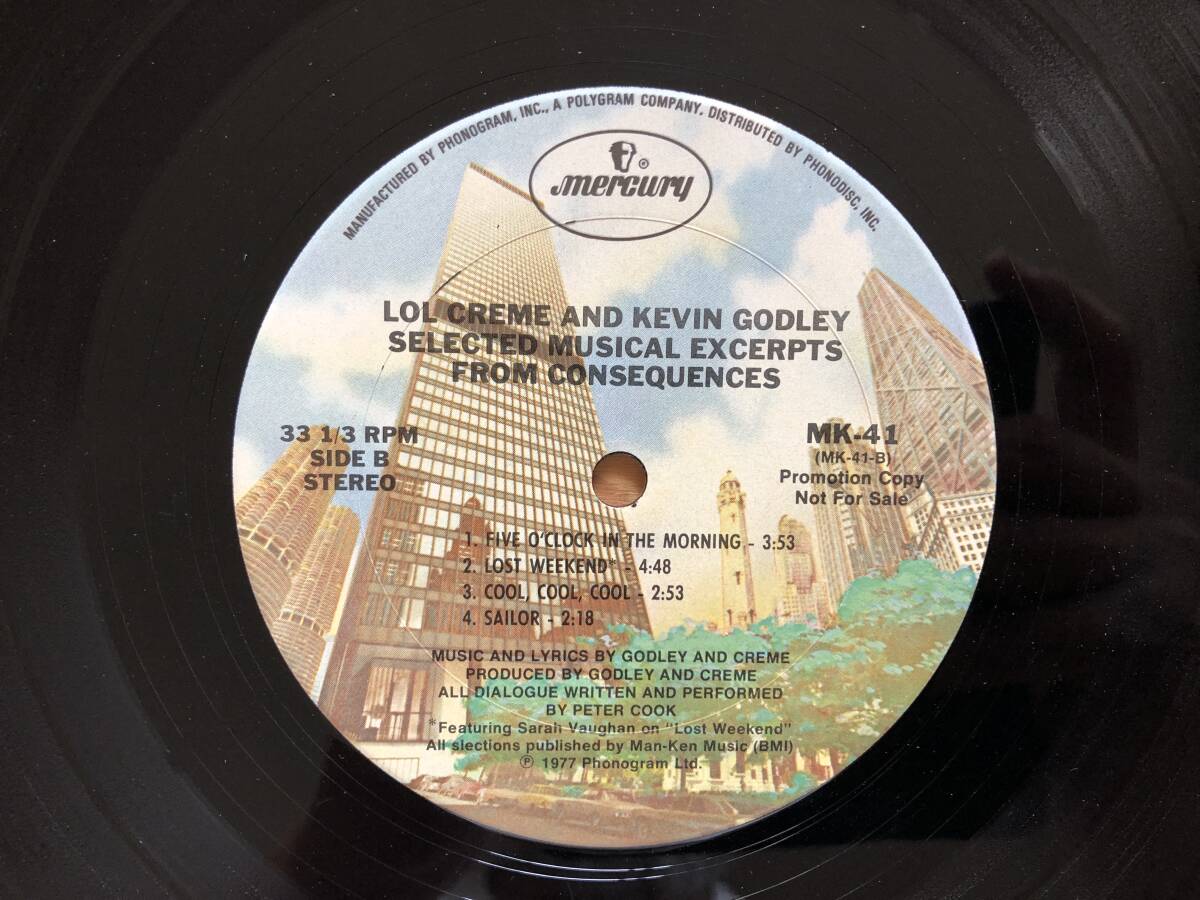 MANUFACTURED BY PHONOGRAM, INC., A POLYGRAM COMPANY. DISTRIBUTED BY PHONODISC, INC.
mercury
®
LOL CREME AND KEVIN GODLEY
SELECTED MUSICAL EXCERPTS
FROM CONSEQUENCES
33 1/3 RPM
SIDE B
STEREO
MK-41
(MK-41-B)
Promotion Copy
Not For Sale
1. FIVE O'CLOCK IN THE MORNING - 3:53
2. LOST WEEKEND* - 4:48
3. COOL, COOL, COOL - 2:53
4. SAILOR - 2:18
MUSIC AND LYRICS BY GODLEY AND CREME
PRODUCED BY GODLEY AND CREME
ALL DIALOGUE WRITTEN AND PERFORMED
BY PETER COOK
*Featuring Sarah Vaughan on "Lost Weekend"
All slections published by Man-Ken Music (BMI)
℗ 1977 Phonogram Ltd.